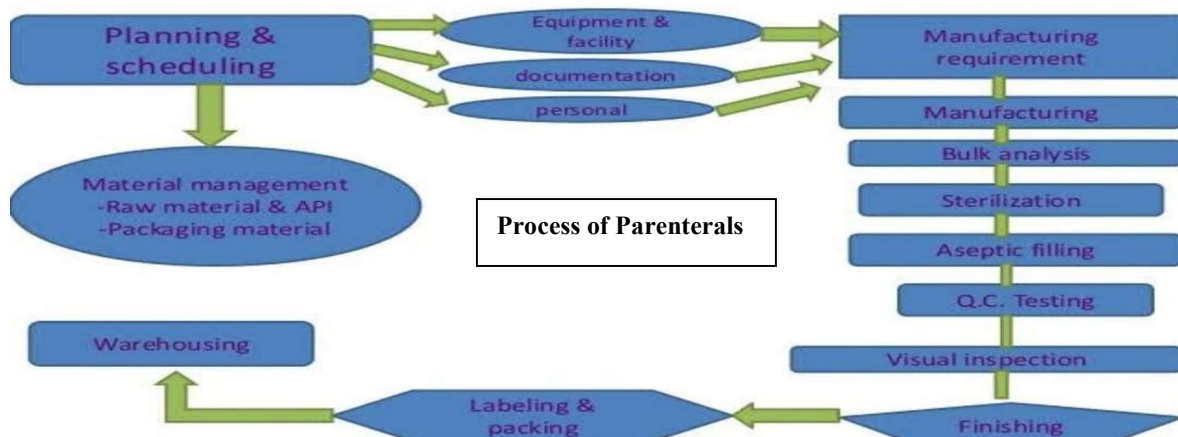 Planning &
scheduling
Equipment &
facility
documentation
personal
Manufacturing
requirement
Manufacturing
Bulk analysis
Sterilization
Aseptic filling
Q.C. Testing
Visual inspection
Finishing
Labeling &
packing
Warehousing
Material management
-Raw material & API
-Packaging material
Process of Parenterals